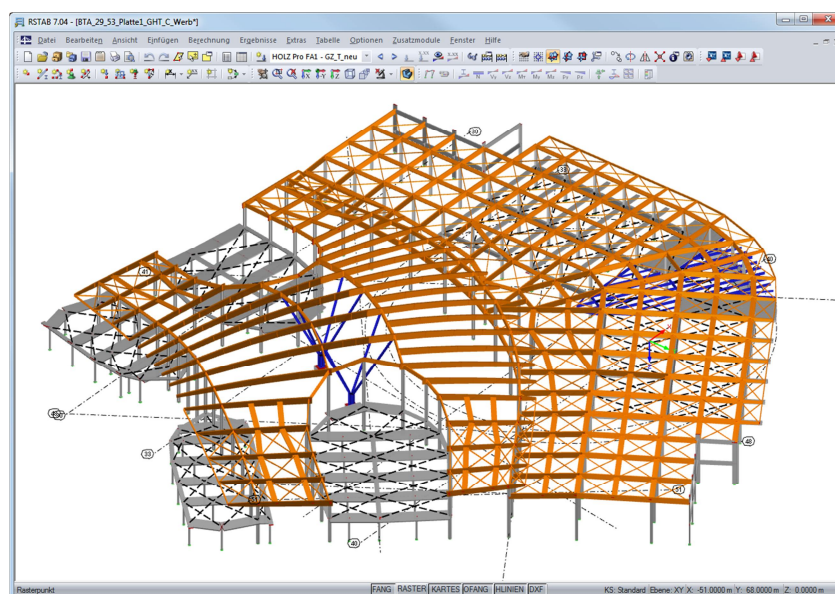 RSTAB 7.04 - [BTA_29_53_Platte1_GHT_C_Werb*]
Datei Bearbeiten Ansicht Einfügen Berechnung Ergebnisse Extras Tabelle Optionen Zusatzmodule Fenster Hilfe
HOLZ Pro FA1 - GZ_T_neu
30
33
41
40
48
33
51
51
40
Rasterpunkt
FANG RASTER KARTES OFANG HLINIEN DXF
KS: Standard Ebene: XY X: -51.0000 m Y: 68.0000 m Z: 0.0000 m